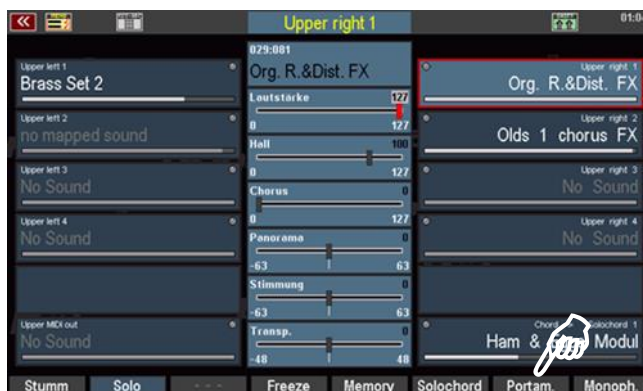 Upper right 1
01:0
Upper left 1
Brass Set 2
Upper left 2
no mapped sound
Upper left 3
No Sound
Upper left 4
No Sound
Upper MIDI out
No Sound
029:081
Org. R.&Dist. FX
Lautstärke 127
0 127
Hall 100
0 127
Chorus 0
0 127
Panorama 0
-63 63
Stimmung 0
-63 63
Transp. 0
-48 48
Upper right 1
Org. R.&Dist. FX
Upper right 2
Olds 1 chorus FX
Upper right 3
No Sound
Upper right 4
No Sound
Chord Solochord 1
Ham & Modul
Stumm Solo - - - Freeze Memory Solochord Portam. Monoph.